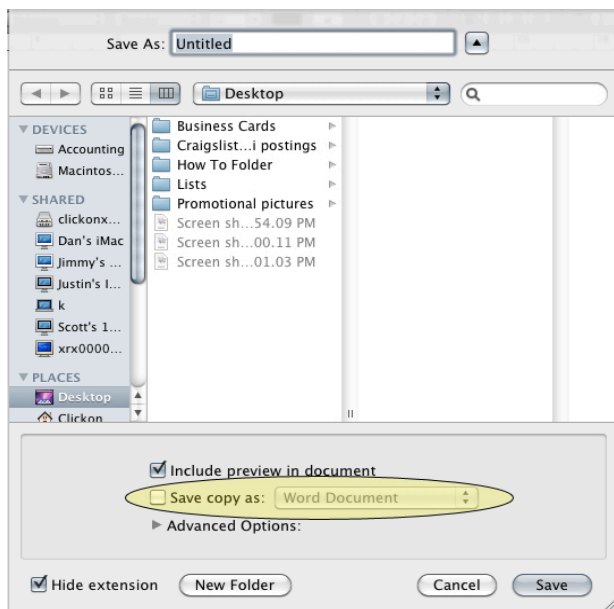 Save As: Untitled
Desktop
DEVICES
Accounting
Macintos...
SHARED
clickonx...
Dan's iMac
Jimmy's ...
Justin's I...
k
Scott's 1...
xrx0000...
PLACES
Desktop
Clickon
Business Cards
Craigslist...i postings
How To Folder
Lists
Promotional pictures
Screen sh...54.09 PM
Screen sh...00.11 PM
Screen sh...01.03 PM
Include preview in document
Save copy as: Word Document
Advanced Options:
Hide extension New Folder Cancel Save